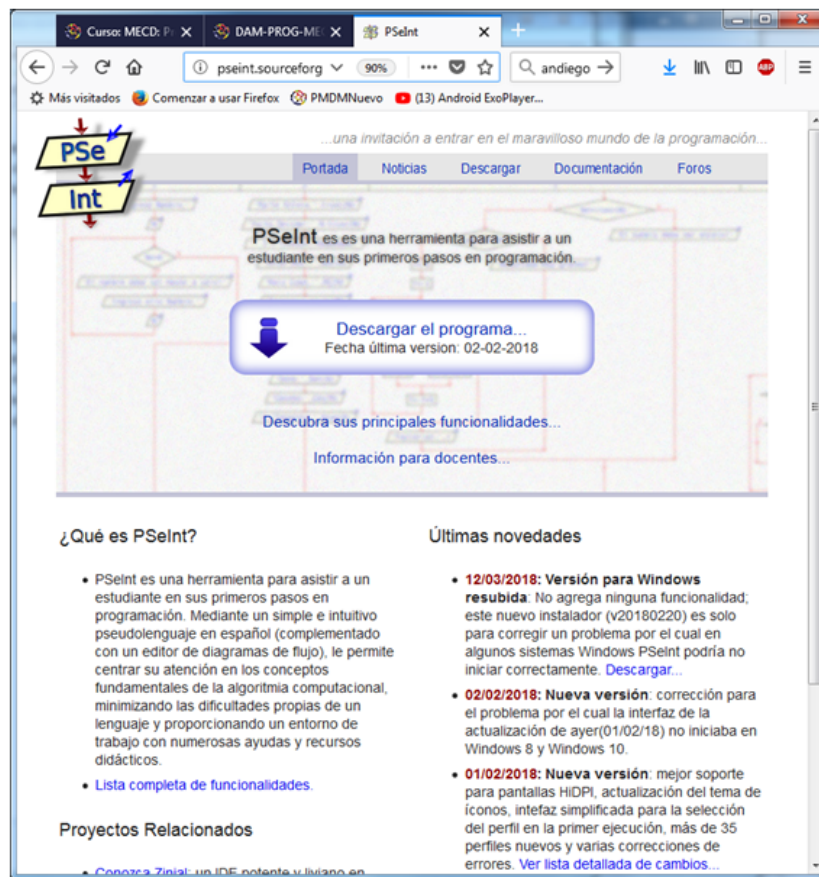 Curso: MECD: P
DAM-PROG-ME
PSeInt
pseint.sourceforg
90%
andiego
Más visitados
Comenzar a usar Firefox
PMDMNuevo
(13) Android ExoPlayer...
ABP
PSe
Int
...una invitación a entrar en el maravilloso mundo de la programación...
Portada
Noticias
Descargar
Documentación
Foros
PSeInt es es una herramienta para asistir a un
estudiante en sus primeros pasos en programación.
Descargar el programa...
Fecha última version: 02-02-2018
Descubra sus principales funcionalidades...
Información para docentes...
¿Qué es PSeInt?
PSeInt es una herramienta para asistir a un
estudiante en sus primeros pasos en
programación. Mediante un simple e intuitivo
pseudolenguaje en español (complementado
con un editor de diagramas de flujo), le permite
centrar su atención en los conceptos
fundamentales de la algoritmia computacional,
minimizando las dificultades propias de un
lenguaje y proporcionando un entorno de
trabajo con numerosas ayudas y recursos
didácticos.
Lista completa de funcionalidades.
Proyectos Relacionados
Conozca Zinjal: un IDE potente y liviano en
Últimas novedades
12/03/2018: Versión para Windows
resubida: No agrega ninguna funcionalidad;
este nuevo instalador (v20180220) es solo
para corregir un problema por el cual en
algunos sistemas Windows PSeInt podría no
iniciar correctamente. Descargar...
02/02/2018: Nueva versión: corrección para
el problema por el cual la interfaz de la
actualización de ayer(01/02/18) no iniciaba en
Windows 8 y Windows 10.
01/02/2018: Nueva versión: mejor soporte
para pantallas HiDPI, actualización del tema de
íconos, intefaz simplificada para la selección
del perfil en la primer ejecución, más de 35
perfiles nuevos y varias correcciones de
errores. Ver lista detallada de cambios...